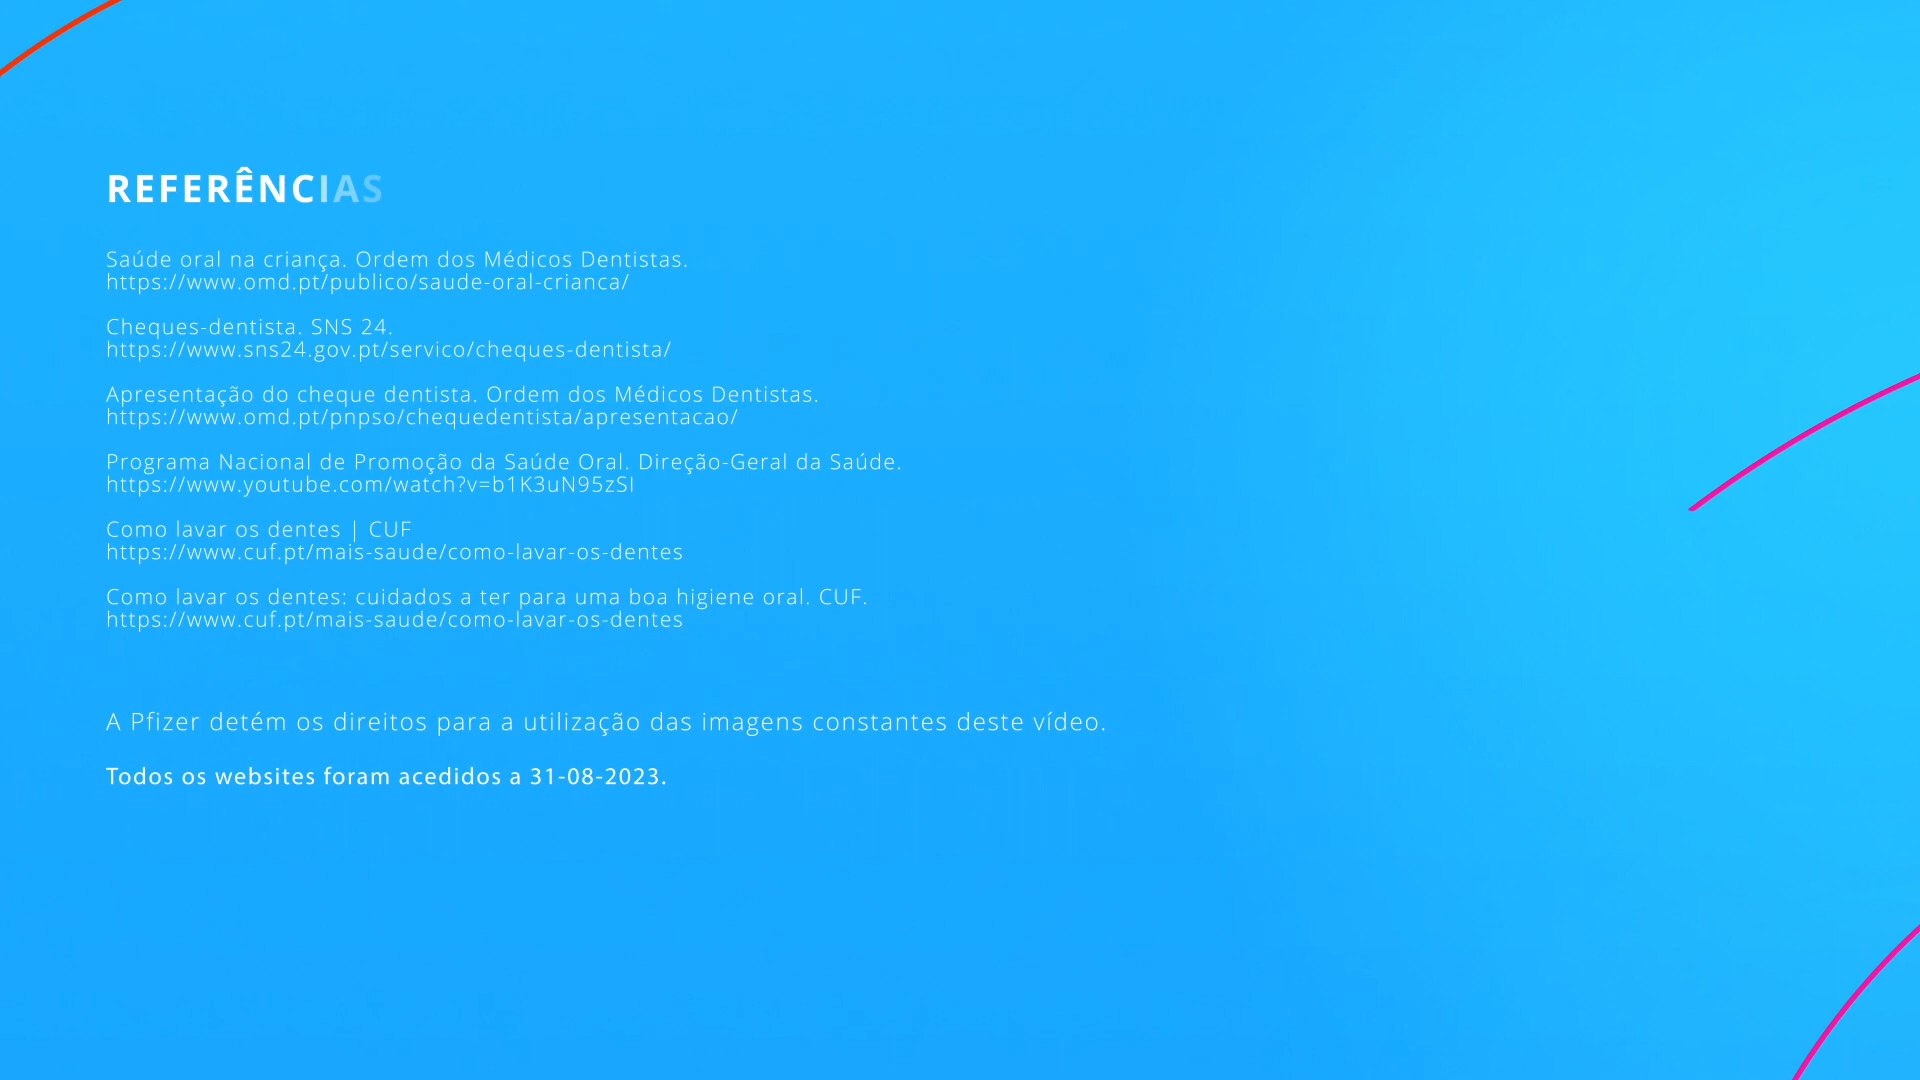 REFERÊNCIAS
Saúde oral na criança. Ordem dos Médicos Dentistas.
https://www.omd.pt/publico/saude-oral-crianca/
Cheques-dentista. SNS 24.
https://www.sns24.gov.pt/servico/cheques-dentista/
Apresentação do cheque dentista. Ordem dos Médicos Dentistas.
https://www.omd.pt/pnpso/chequedentista/apresentacao/
Programa Nacional de Promoção da Saúde Oral. Direção-Geral da Saúde.
https://www.youtube.com/watch?v=b1K3uN95zSI
Como lavar os dentes | CUF
https://www.cuf.pt/mais-saude/como-lavar-os-dentes
Como lavar os dentes: cuidados a ter para uma boa higiene oral. CUF.
https://www.cuf.pt/mais-saude/como-lavar-os-dentes
A Pfizer detém os direitos para a utilização das imagens constantes deste vídeo.
Todos os websites foram acedidos a 31-08-2023.